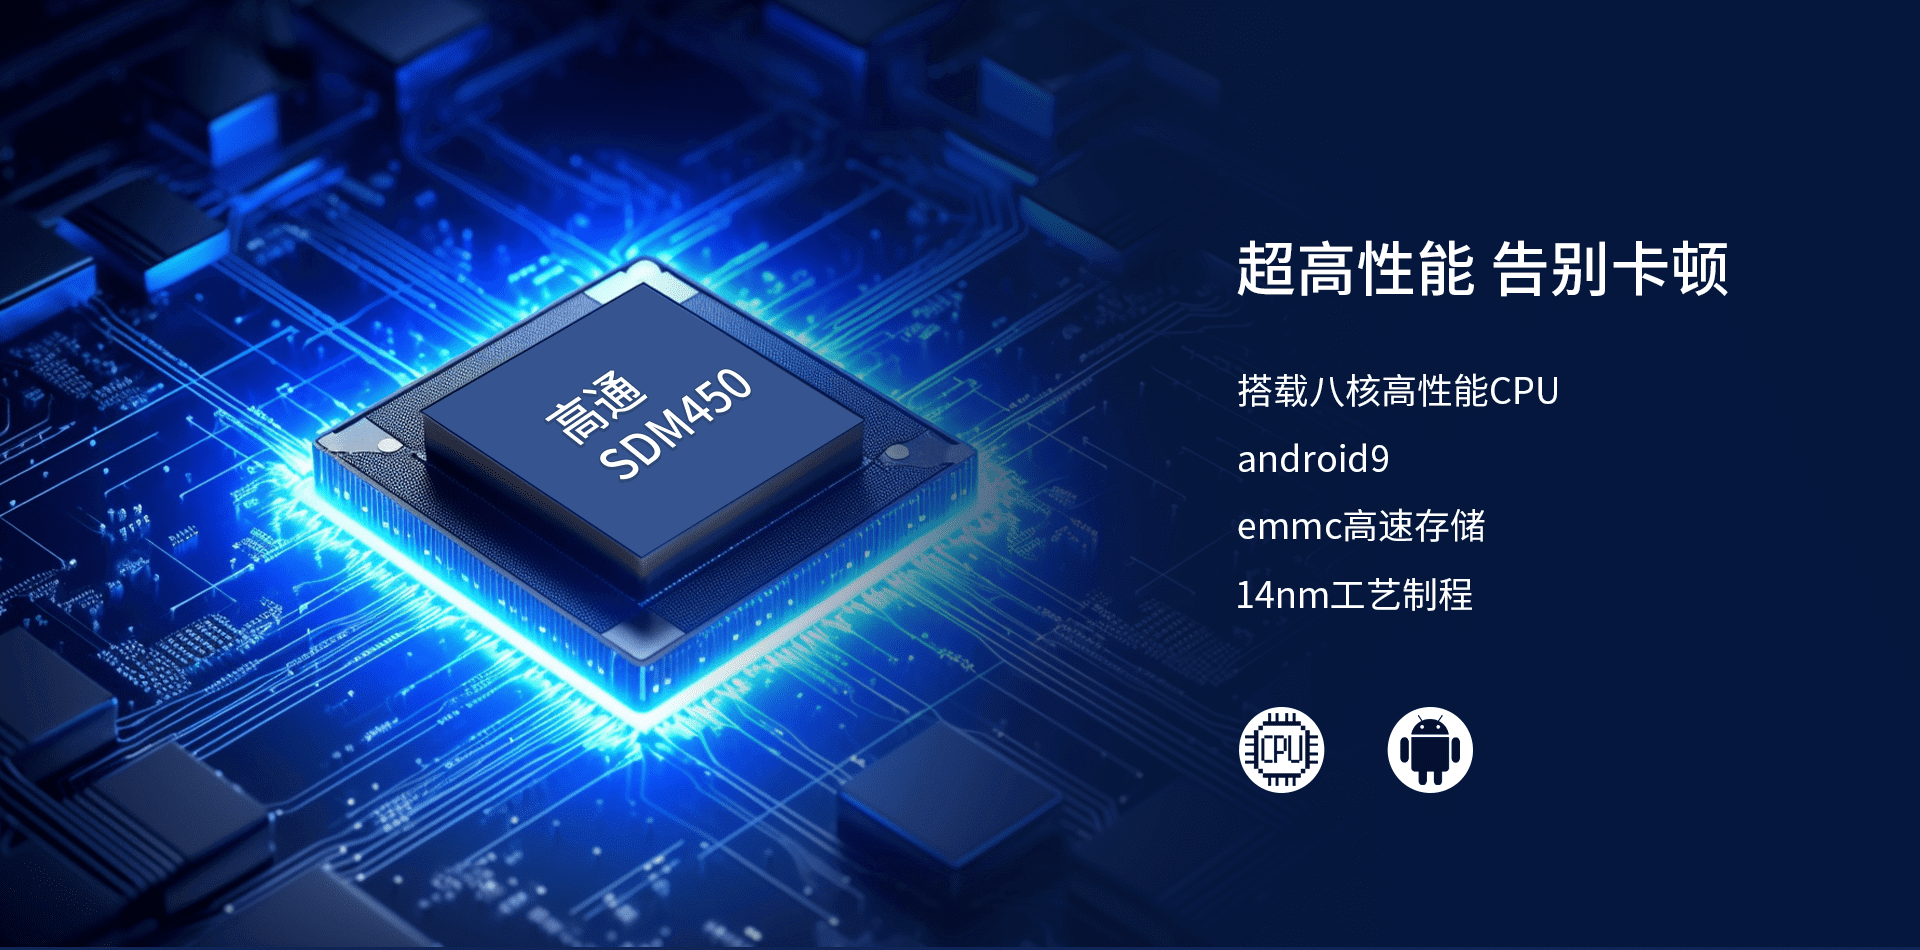 高通
SDM450
超高性能 告别卡顿
搭载八核高性能CPU
android9
emmc高速存储
14nm工艺制程
CPU